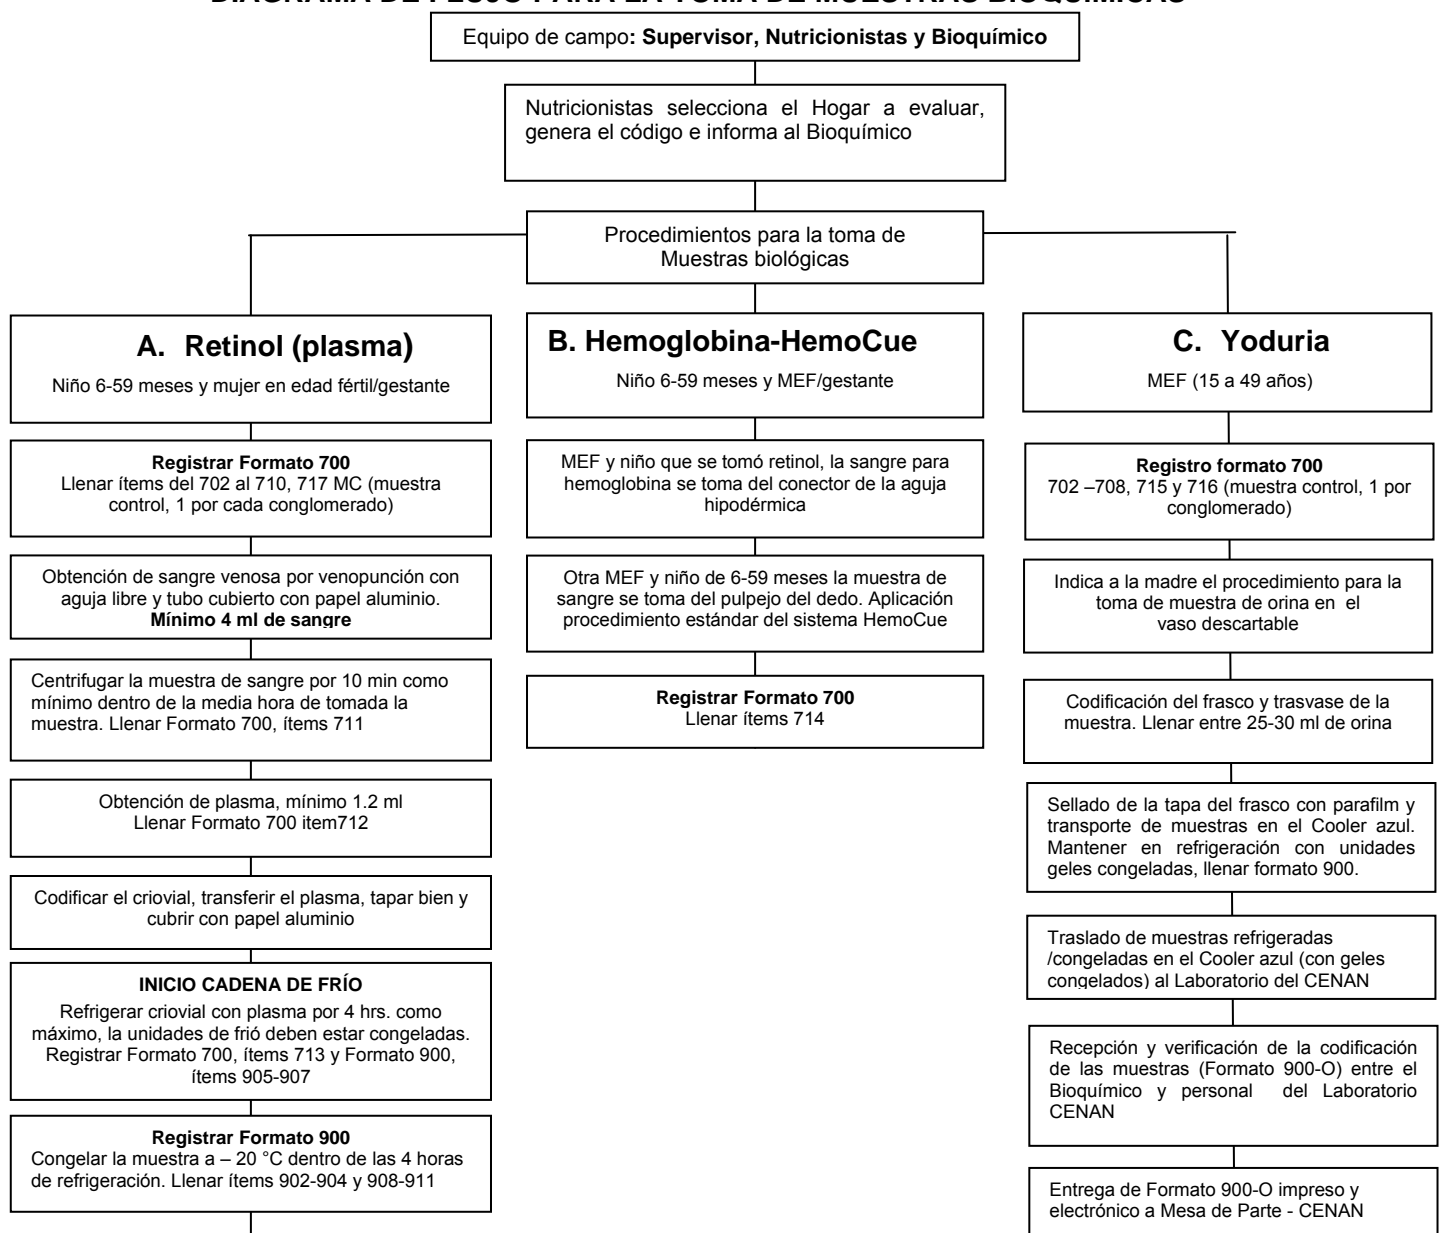 DIAGRAMA DE FLUJO PARA LA TOMA DE MUESTRAS BIOQUIMICAS
Equipo de campo: Supervisor, Nutricionistas y Bioquímico
Nutricionistas selecciona el Hogar a evaluar,
genera el código e informa al Bioquímico
Procedimientos para la toma de
Muestras biológicas
A. Retinol (plasma)
Niño 6-59 meses y mujer en edad fértil/gestante
Registrar Formato 700
Llenar ítems del 702 al 710, 717 MC (muestra
control, 1 por cada conglomerado)
Obtención de sangre venosa por venopunción con
aguja libre y tubo cubierto con papel aluminio.
Mínimo 4 ml de sangre
Centrifugar la muestra de sangre por 10 min como
mínimo dentro de la media hora de tomada la
muestra. Llenar Formato 700, ítems 711
Obtención de plasma, mínimo 1.2 ml
Llenar Formato 700 item712
Codificar el criovial, transferir el plasma, tapar bien y
cubrir con papel aluminio
INICIO CADENA DE FRÍO
Refrigerar criovial con plasma por 4 hrs. como
máximo, la unidades de frió deben estar congeladas.
Registrar Formato 700, ítems 713 y Formato 900,
ítems 905-907
Registrar Formato 900
Congelar la muestra a – 20 °C dentro de las 4 horas
de refrigeración. Llenar ítems 902-904 y 908-911
B. Hemoglobina-HemoCue
Niño 6-59 meses y MEF/gestante
MEF y niño que se tomó retinol, la sangre para
hemoglobina se toma del conector de la aguja
hipodérmica
Otra MEF y niño de 6-59 meses la muestra de
sangre se toma del pulpejo del dedo. Aplicación
procedimiento estándar del sistema HemoCue
Registrar Formato 700
Llenar ítems 714
C. Yoduria
MEF (15 a 49 años)
Registro formato 700
702 –708, 715 y 716 (muestra control, 1 por
conglomerado)
Indica a la madre el procedimiento para la
toma de muestra de orina en el
vaso descartable
Codificación del frasco y trasvase de la
muestra. Llenar entre 25-30 ml de orina
Sellado de la tapa del frasco con parafilm y
transporte de muestras en el Cooler azul.
Mantener en refrigeración con unidades
geles congeladas, llenar formato 900.
Traslado de muestras refrigeradas
/congeladas en el Cooler azul (con geles
congelados) al Laboratorio del CENAN
Recepción y verificación de la codificación
de las muestras (Formato 900-O) entre el
Bioquímico y personal del Laboratorio
CENAN
Entrega de Formato 900-O impreso y
electrónico a Mesa de Parte - CENAN